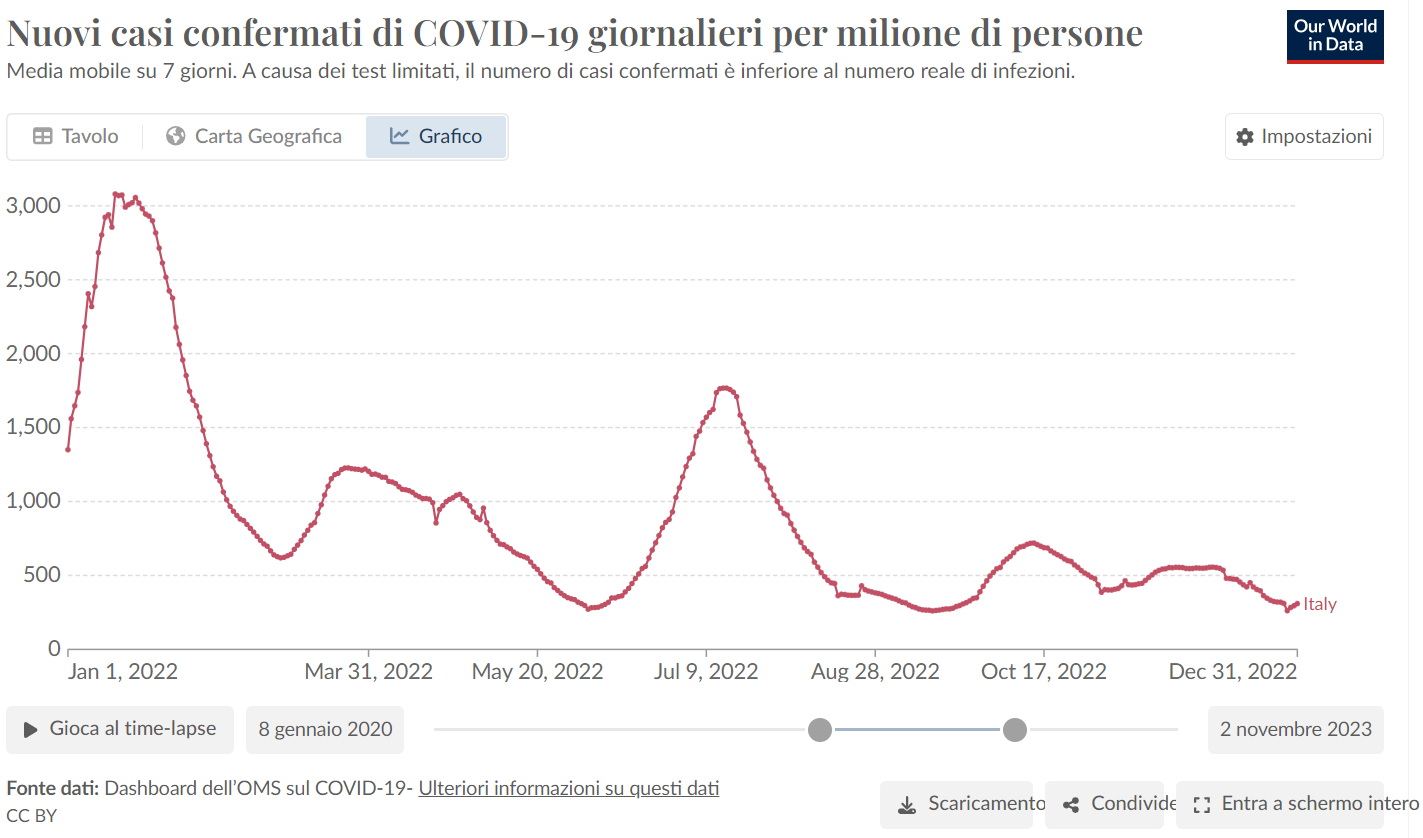 Nuovi casi confermati di COVID-19 giornalieri per milione di persone
Our World
in Data
Media mobile su 7 giorni. A causa dei test limitati, il numero di casi confermati è inferiore al numero reale di infezioni.
Tavolo
Carta Geografica
Grafico
Impostazioni
3,000
2,500
2,000
1,500
1,000
500
0
Italy
Jan 1, 2022
Mar 31, 2022
May 20, 2022
Jul 9, 2022
Aug 28, 2022
Oct 17, 2022
Dec 31, 2022
Gioca al time-lapse
8 gennaio 2020
2 novembre 2023
Fonte dati: Dashboard dell'OMS sul COVID-19- Ulteriori informazioni su questi dati
CC BY
Scaricamento
Condivide
Entra a schermo intero